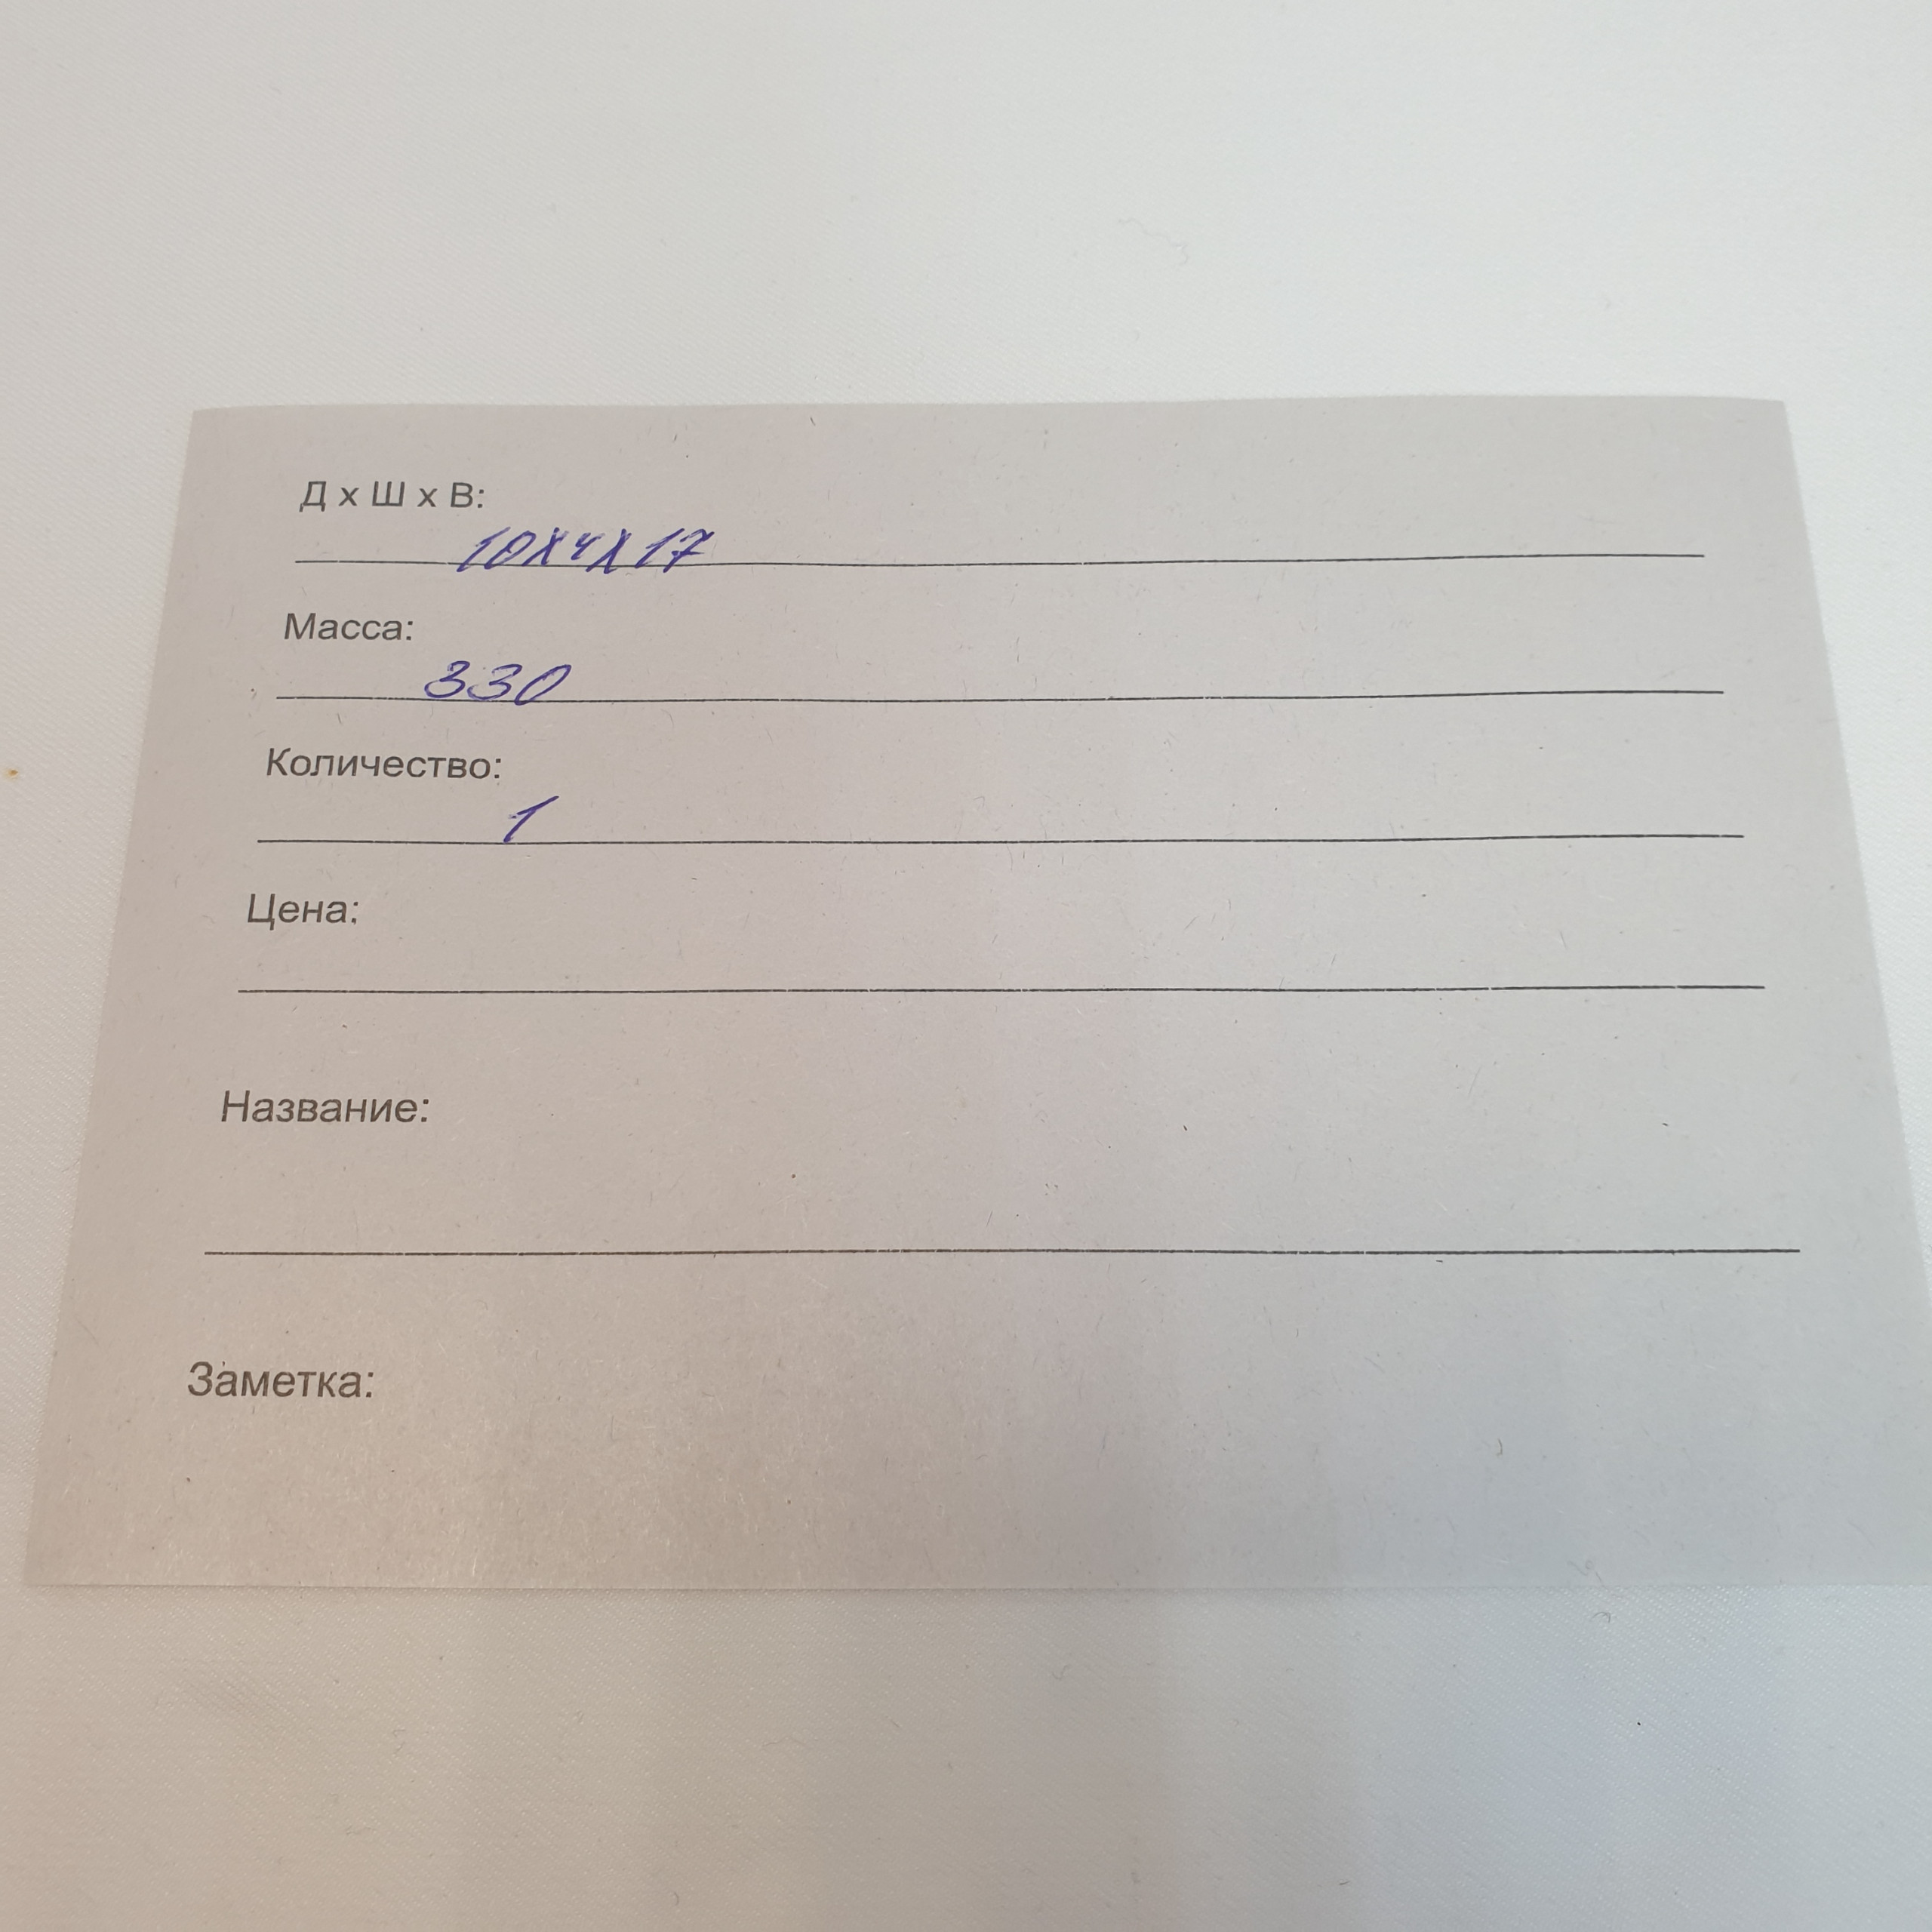 Д х Ш х В:
10х4х17
Масса:
330
Количество:
1
Цена:
Название:
Заметка: